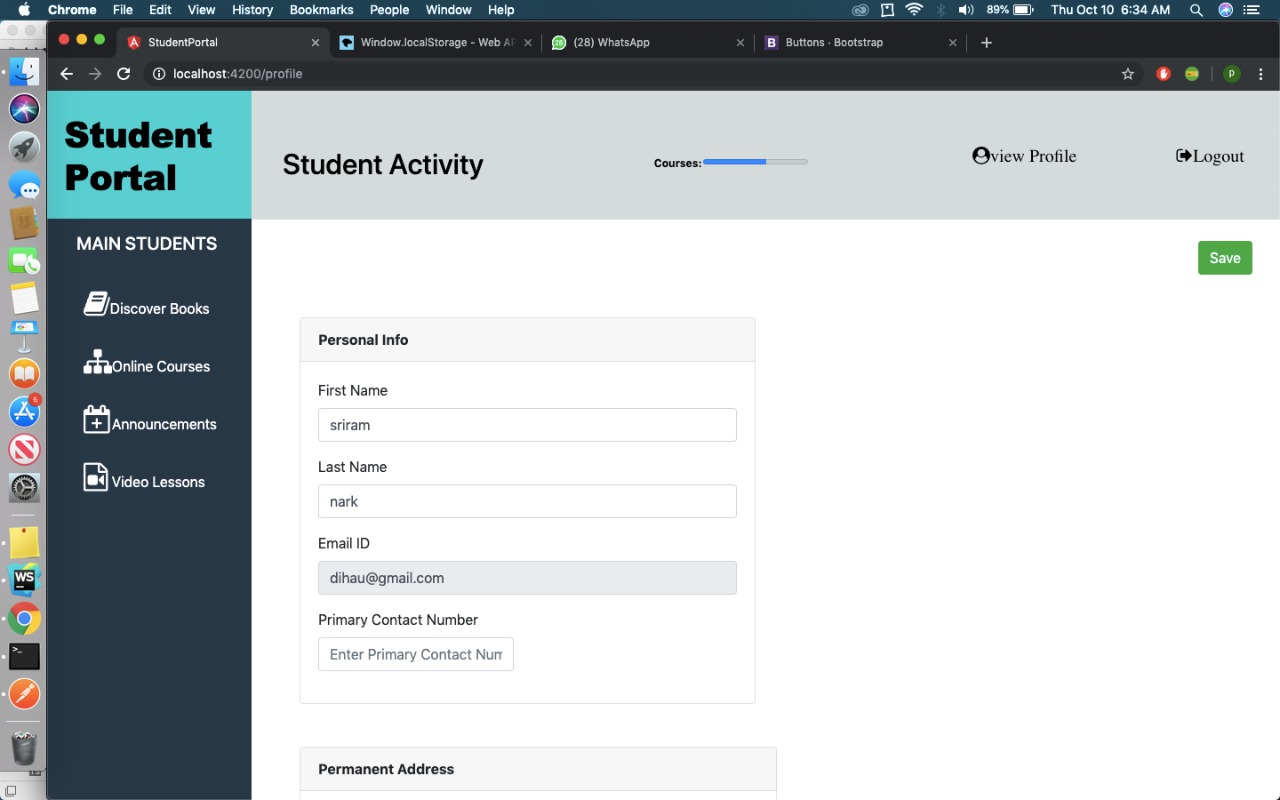 Chrome File Edit View History Bookmarks People Window Help 89% Thu Oct 10 6:34 AM
StudentPortal Window.localStorage - Web AP (28) WhatsApp Buttons · Bootstrap
localhost:4200/profile
Student
Portal
Student Activity
Courses:
view Profile
Logout
MAIN STUDENTS
Discover Books
Online Courses
Announcements
Video Lessons
Save
Personal Info
First Name
sriram
Last Name
nark
Email ID
dihau@gmail.com
Primary Contact Number
Enter Primary Contact Num
Permanent Address
5
WS
28
B
p